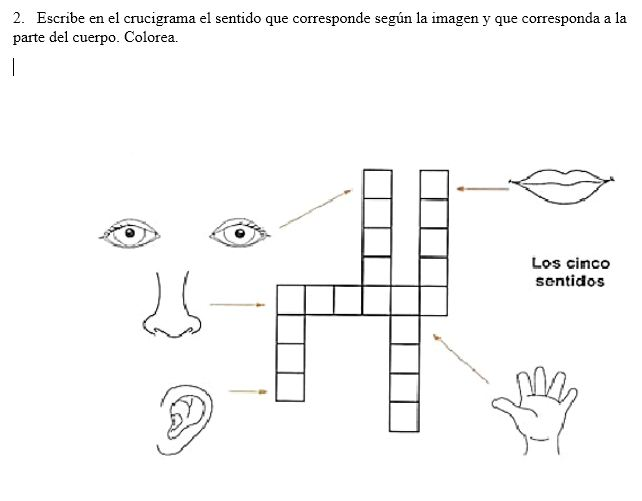 2. Escribe en el crucigrama el sentido que corresponde según la imagen y que corresponda a la
parte del cuerpo. Colorea.
Los cinco
sentidos